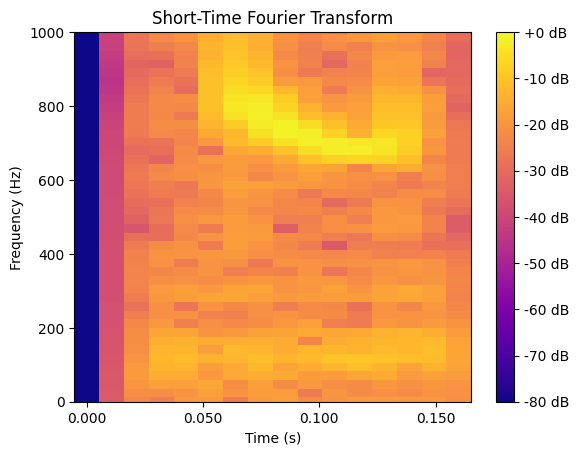 Short-Time Fourier Transform
1000
800
600
400
200
0
Frequency (Hz)
0.000
0.050
0.100
0.150
Time (s)
+0 dB
-10 dB
-20 dB
-30 dB
-40 dB
-50 dB
-60 dB
-70 dB
-80 dB